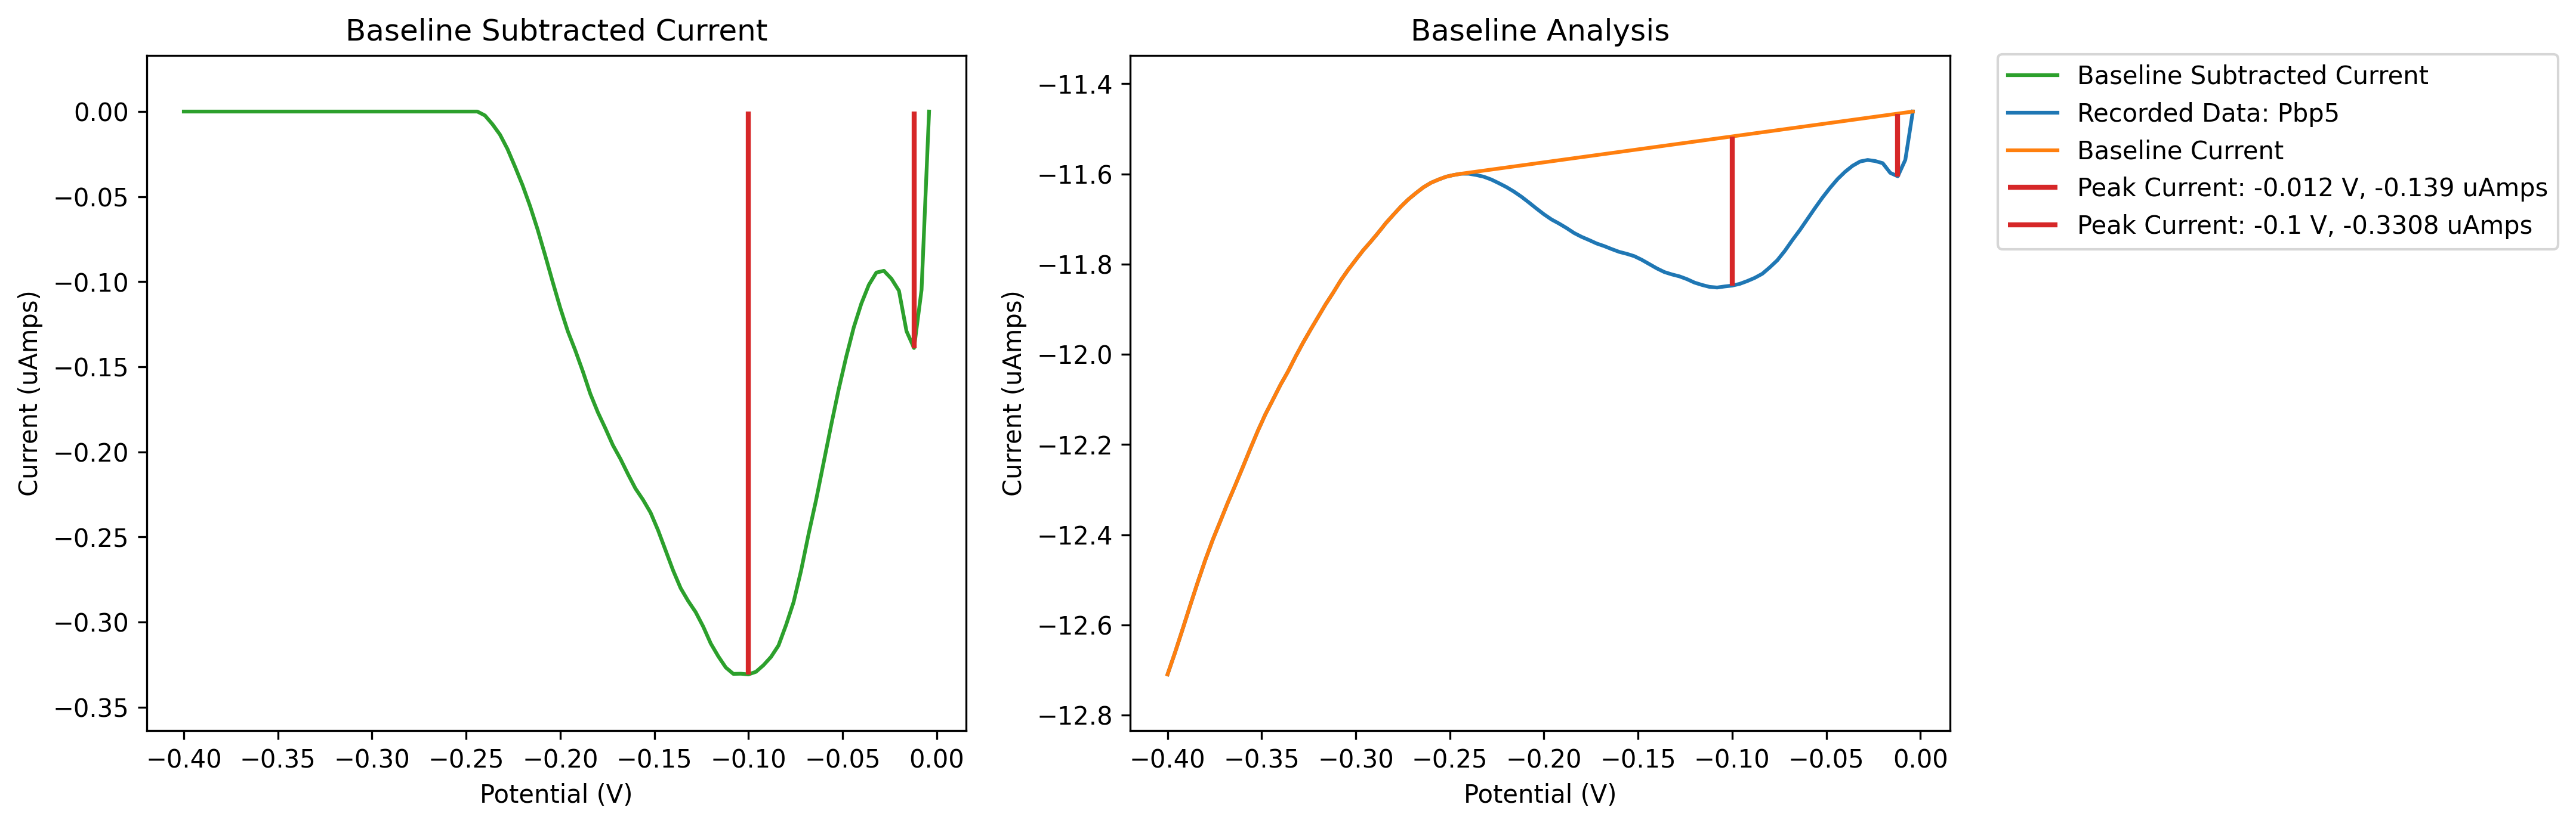 Baseline Subtracted Current
Current (uAmps)
0.00
−0.05
−0.10
−0.15
−0.20
−0.25
−0.30
−0.35
−0.40 −0.35 −0.30 −0.25 −0.20 −0.15 −0.10 −0.05 0.00
Potential (V)
Baseline Analysis
Current (uAmps)
−11.4
−11.6
−11.8
−12.0
−12.2
−12.4
−12.6
−12.8
−0.40 −0.35 −0.30 −0.25 −0.20 −0.15 −0.10 −0.05 0.00
Potential (V)
Baseline Subtracted Current
Recorded Data: Pbp5
Baseline Current
Peak Current: -0.012 V, -0.139 uAmps
Peak Current: -0.1 V, -0.3308 uAmps